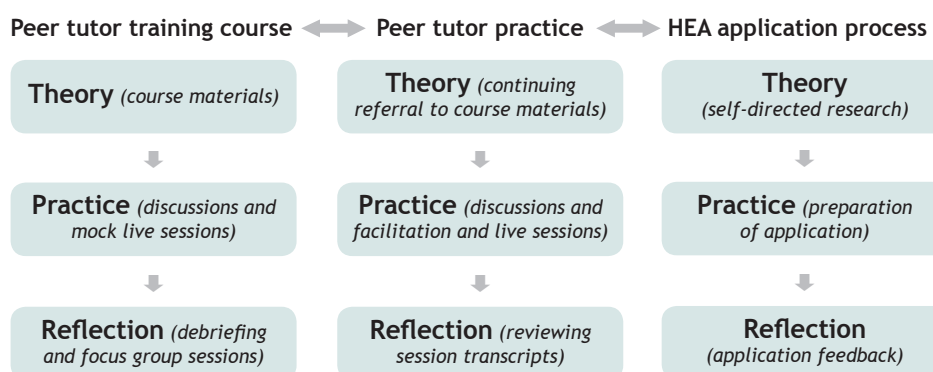 Peer tutor training course
Peer tutor practice
HEA application process
Theory (course materials)
Theory (continuing
referral to course materials)
Theory
(self-directed research)
Practice (discussions and
mock live sessions)
Practice (discussions and
facilitation and live sessions)
Practice (preparation
of application)
Reflection (debriefing
and focus group sessions)
Reflection (reviewing
session transcripts)
Reflection
(application feedback)